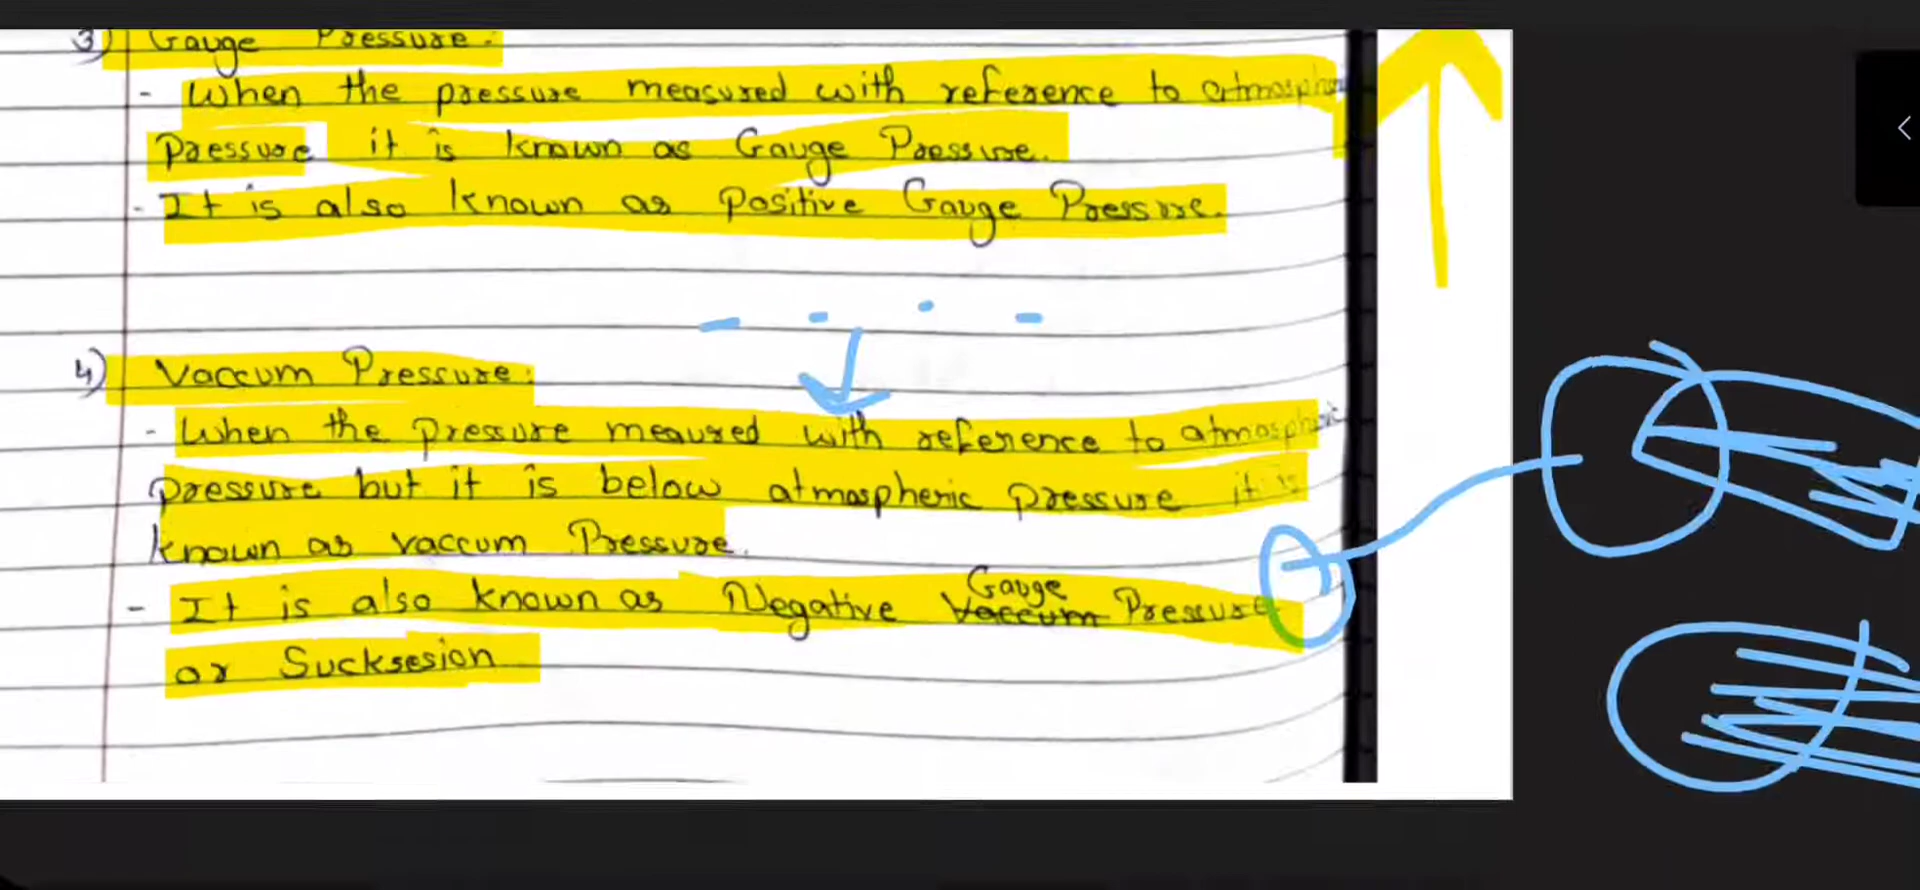 3) Gauge Pressure:
- When the pressure measured with reference to atmospheric
pressure it is known as Gauge Pressure.
- It is also known as positive Gauge Pressure.
4) Vaccum Pressure:
- When the pressure meaured with reference to atmospheric
pressure but it is below atmospheric pressure it is
known as vaccum Pressure.
- It is also known as Negative Vaccum Gauge Pressure
or Sucksesion